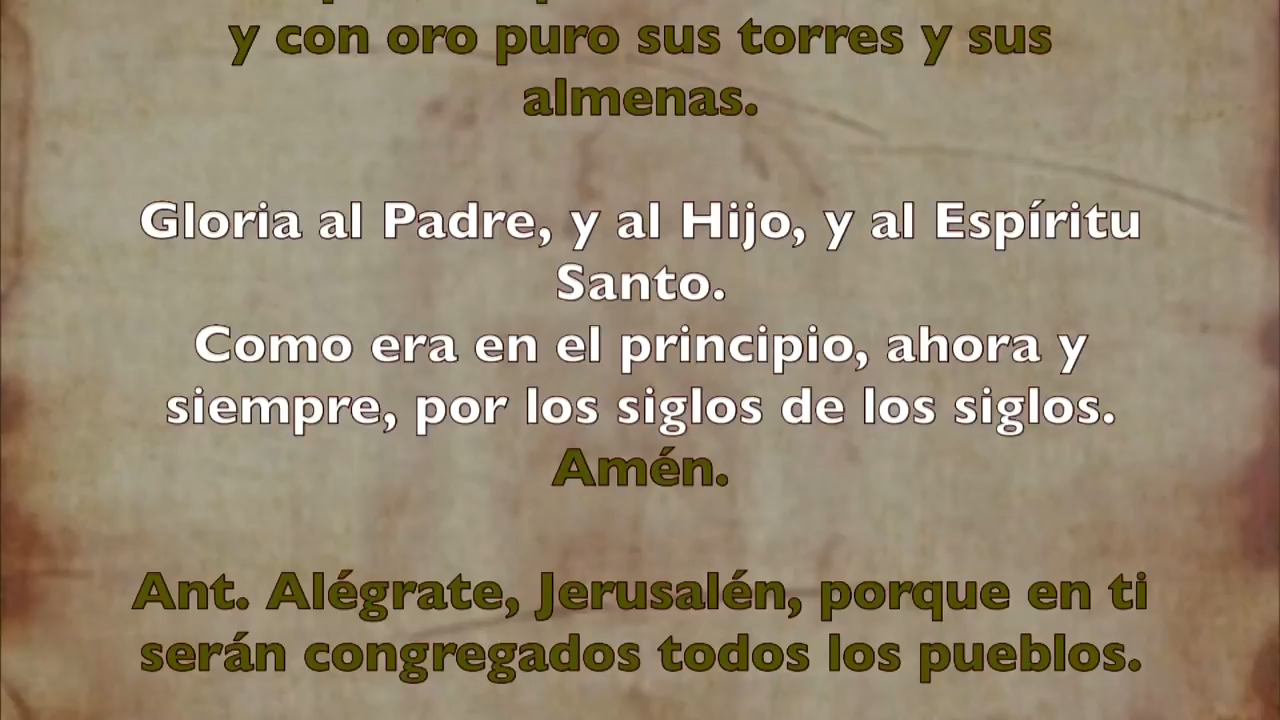 y con oro puro sus torres y sus
almenas.
Gloria al Padre, y al Hijo, y al Espíritu
Santo.
Como era en el principio, ahora y
siempre, por los siglos de los siglos.
Amén.
Ant. Alégrate, Jerusalén, porque en ti
serán congregados todos los pueblos.